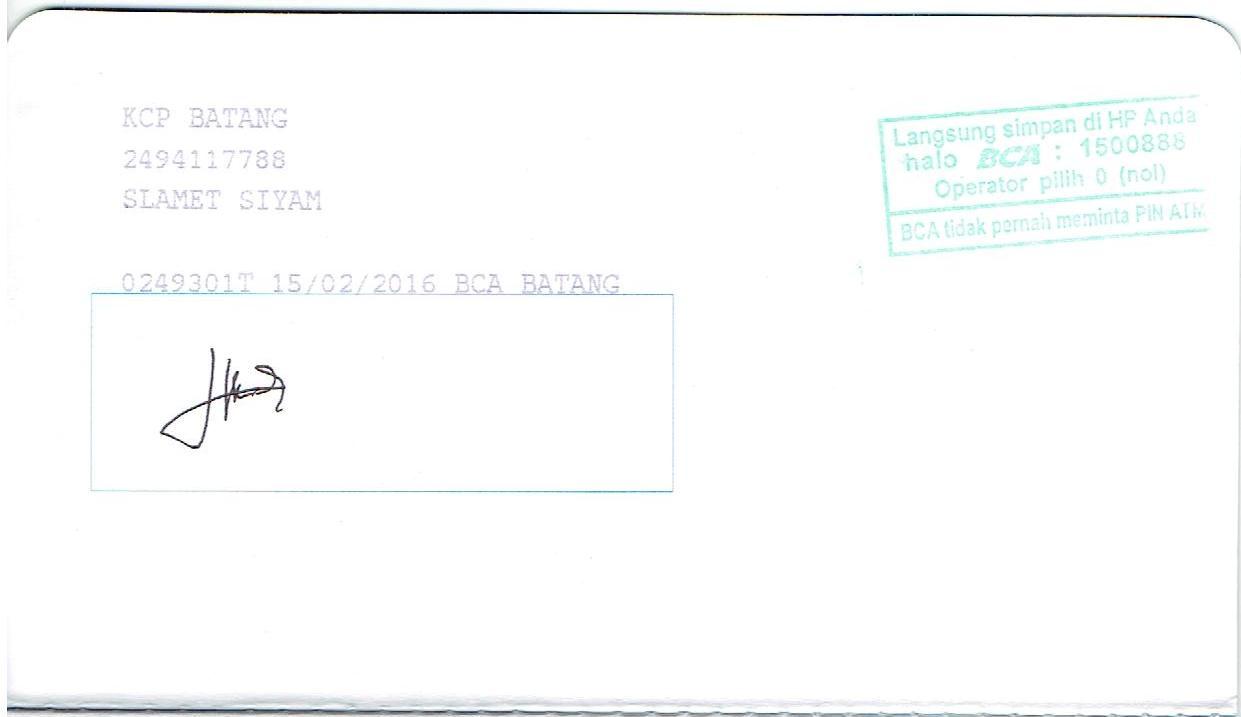 KCP BATANG
2494117788
SLAMET SIYAM
0249301T 15/02/2016 BCA BATANG
Langsung simpan di HP Anda
halo BCA : 1500888
Operator pilih 0 (nol)
BCA tidak pernah meminta PIN ATM